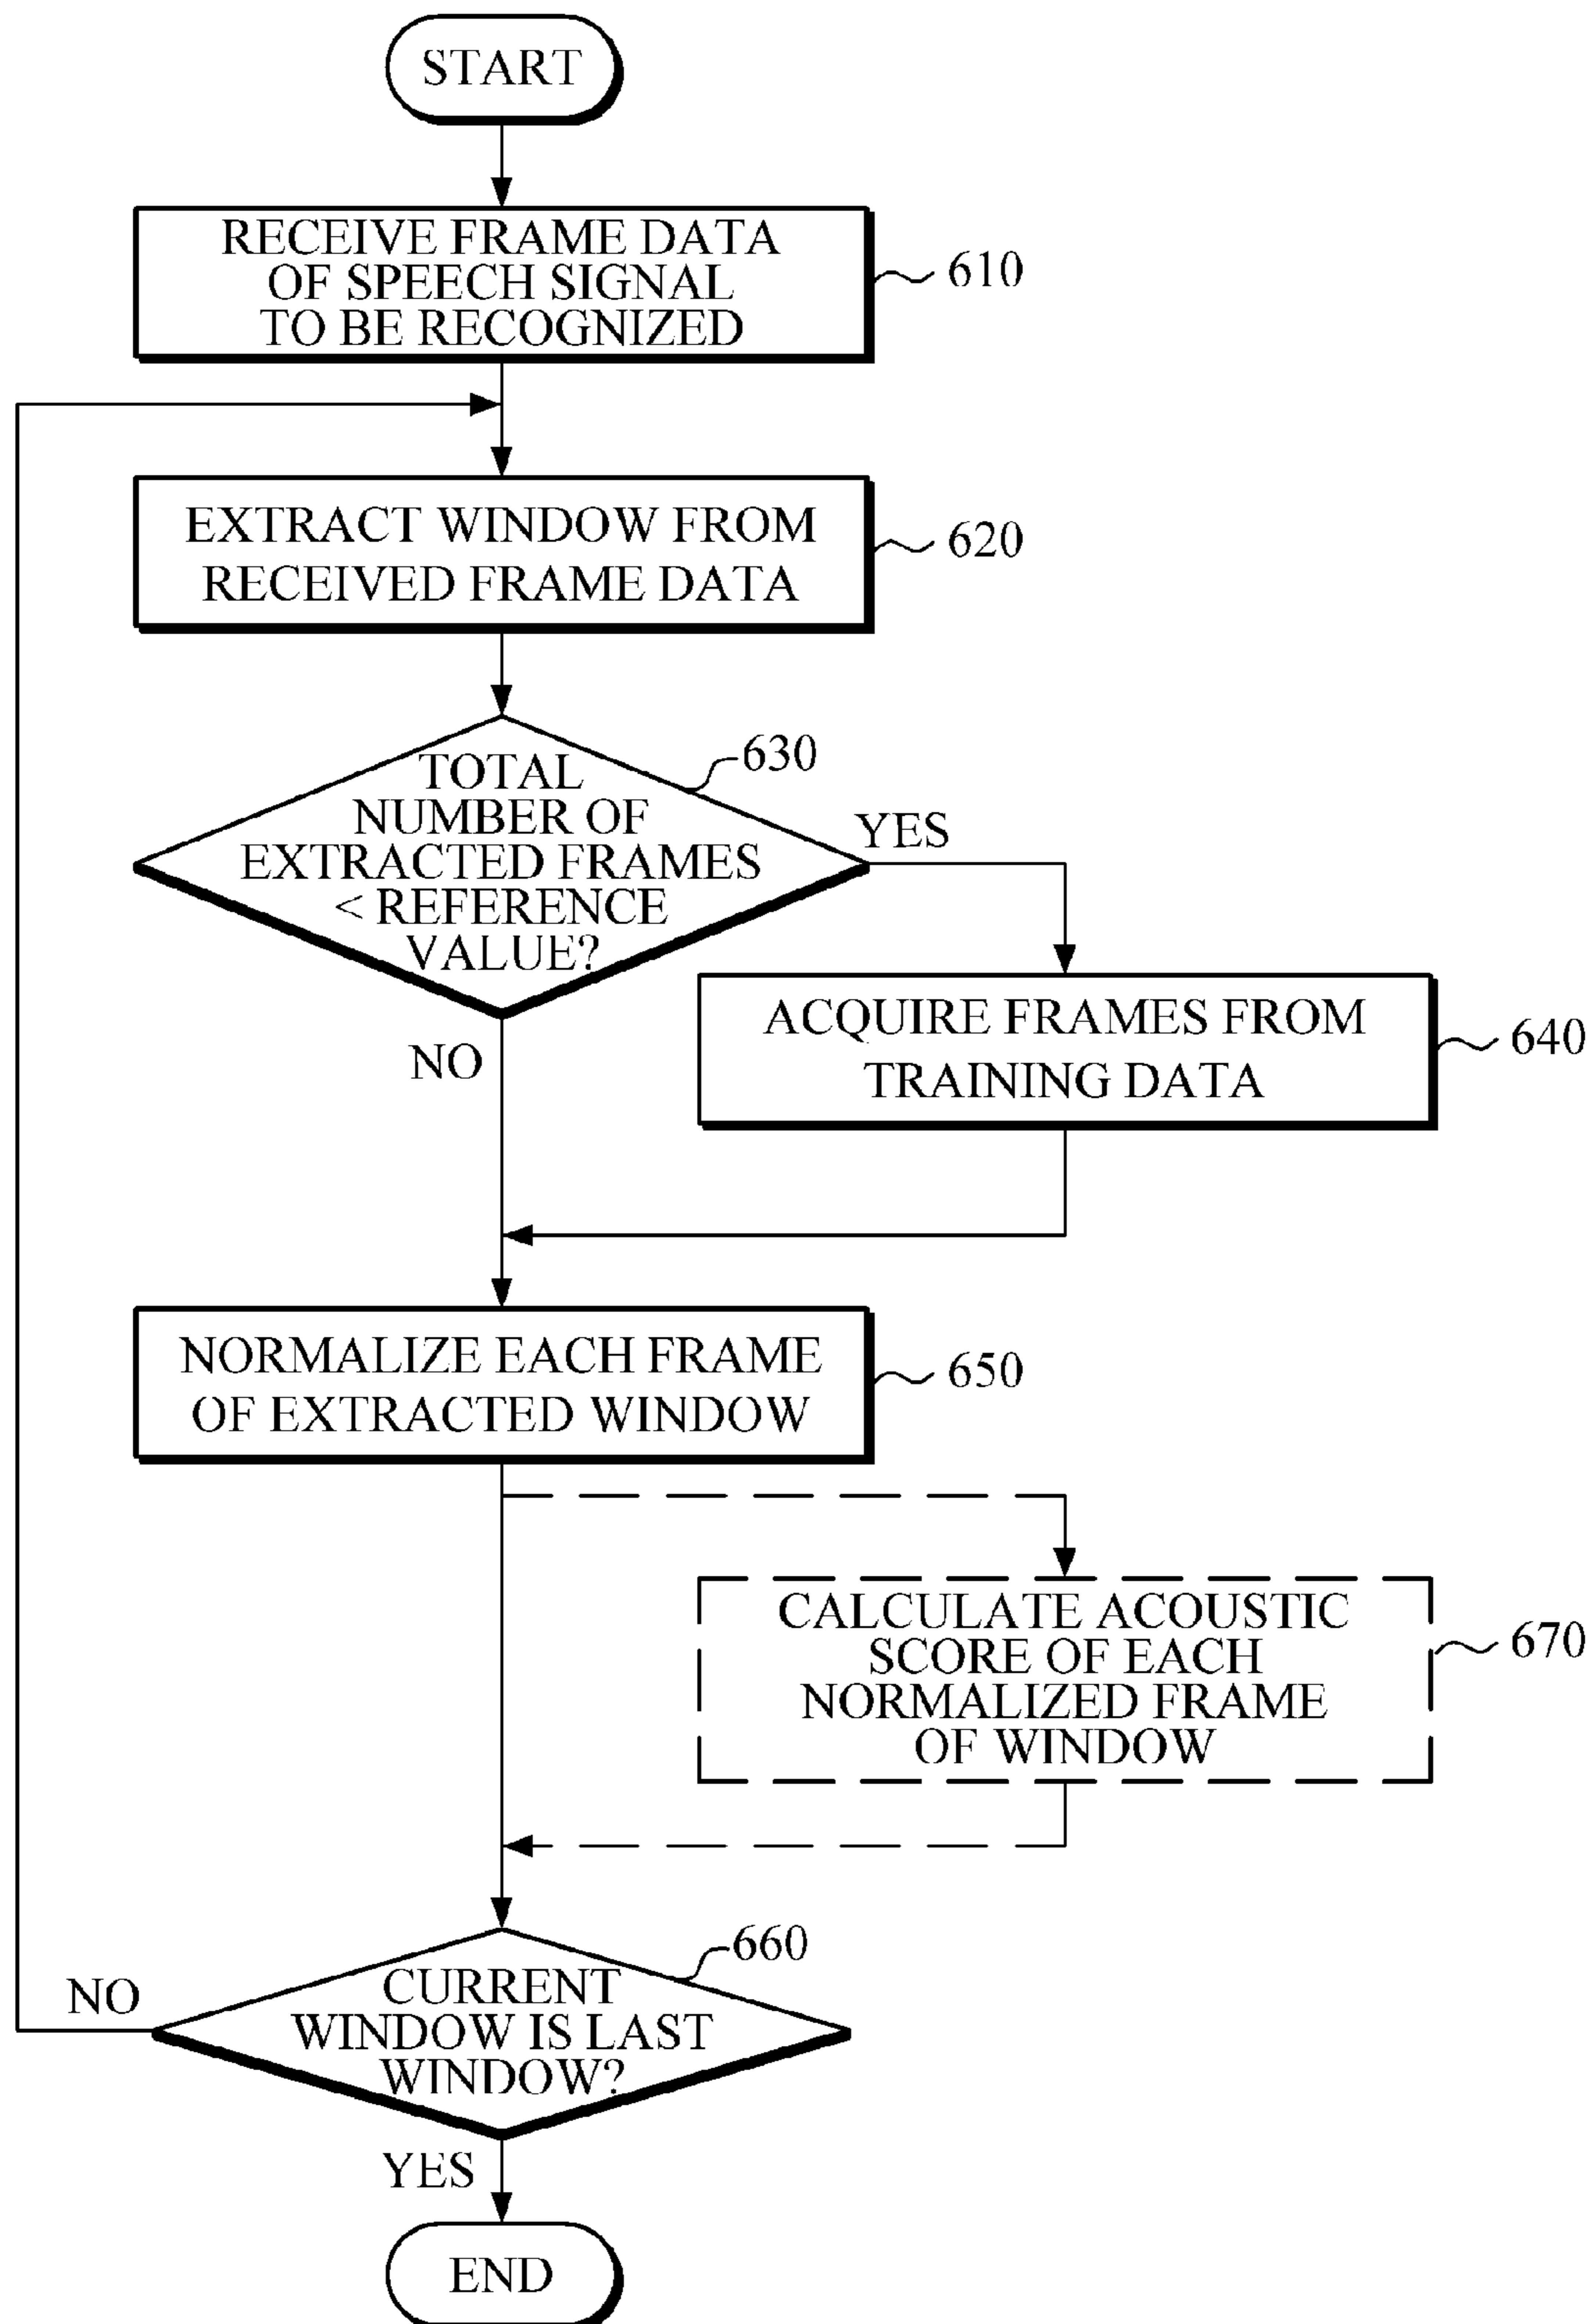 START
RECEIVE FRAME DATA
OF SPEECH SIGNAL
TO BE RECOGNIZED
610
EXTRACT WINDOW FROM
RECEIVED FRAME DATA
620
630
TOTAL
NUMBER OF
EXTRACTED FRAMES
< REFERENCE
VALUE?
YES
NO
ACQUIRE FRAMES FROM
TRAINING DATA
640
NORMALIZE EACH FRAME
OF EXTRACTED WINDOW
650
CALCULATE ACOUSTIC
SCORE OF EACH
NORMALIZED FRAME
OF WINDOW
670
660
CURRENT
WINDOW IS LAST
WINDOW?
NO
YES
END